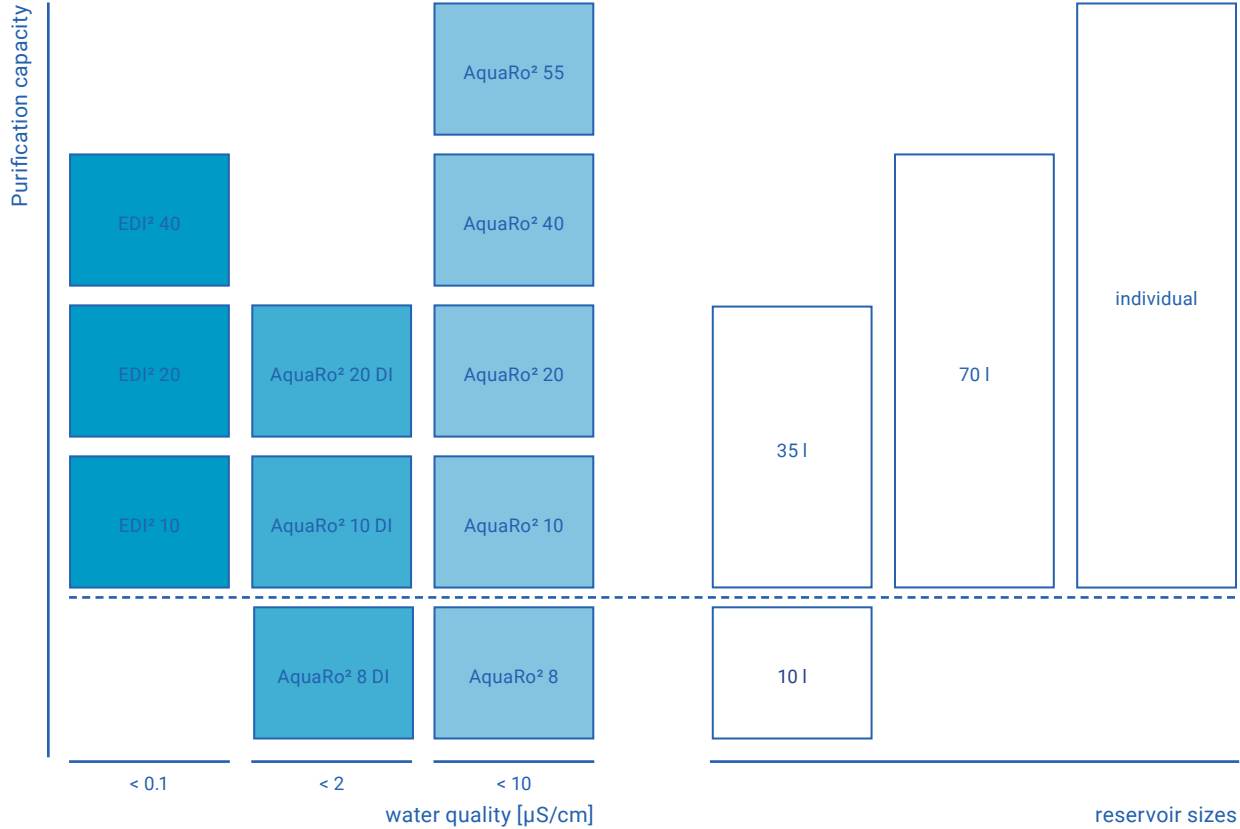 Purification capacity
AquaRo² 55
EDI² 40
AquaRo² 40
individual
EDI² 20
AquaRo² 20 DI
AquaRo² 20
70 l
35 l
EDI² 10
AquaRo² 10 DI
AquaRo² 10
AquaRo² 8 DI
AquaRo² 8
10 l
< 0.1
< 2
< 10
water quality [µS/cm]
reservoir sizes